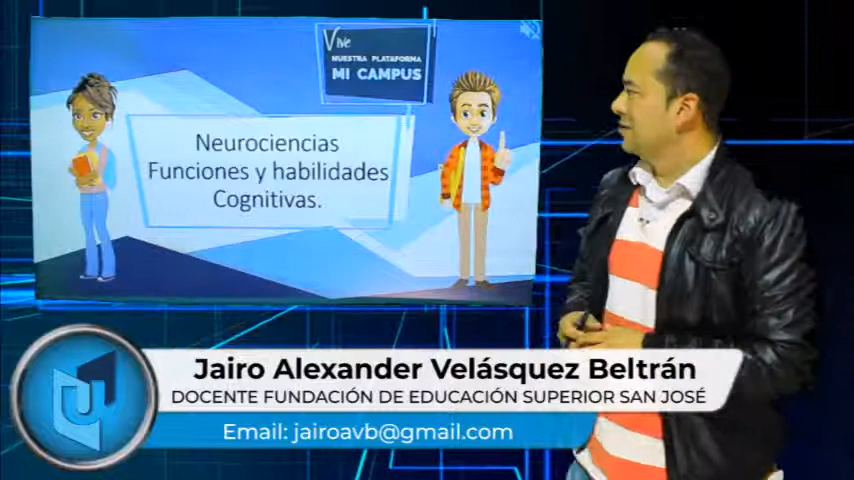 Vive
NUESTRA PLATAFORMA
MI CAMPUS
Neurociencias
Funciones y habilidades
Cognitivas.
Jairo Alexander Velásquez Beltrán
DOCENTE FUNDACIÓN DE EDUCACIÓN SUPERIOR SAN JOSÉ
Email: jairoavb@gmail.com